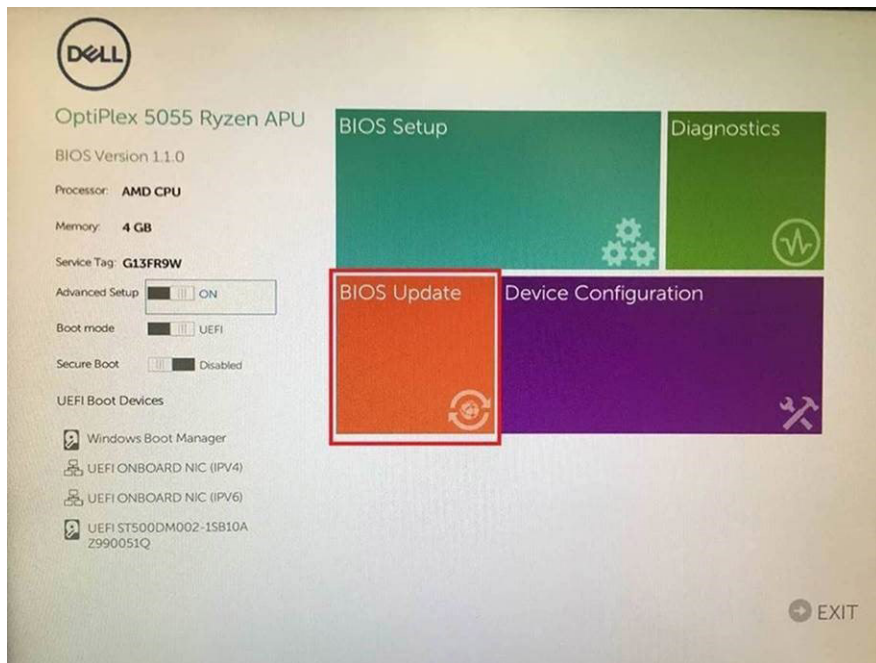 DELL
OptiPlex 5055 Ryzen APU
BIOS Version 1.1.0
Processor: AMD CPU
Memory: 4 GB
Service Tag: G13FR9W
Advanced Setup ON
Boot mode UEFI
Secure Boot Disabled
UEFI Boot Devices
Windows Boot Manager
UEFI ONBOARD NIC (IPV4)
UEFI ONBOARD NIC (IPV6)
UEFI ST500DM002-1SB10A
Z990051Q
BIOS Setup
Diagnostics
BIOS Update
Device Configuration
EXIT